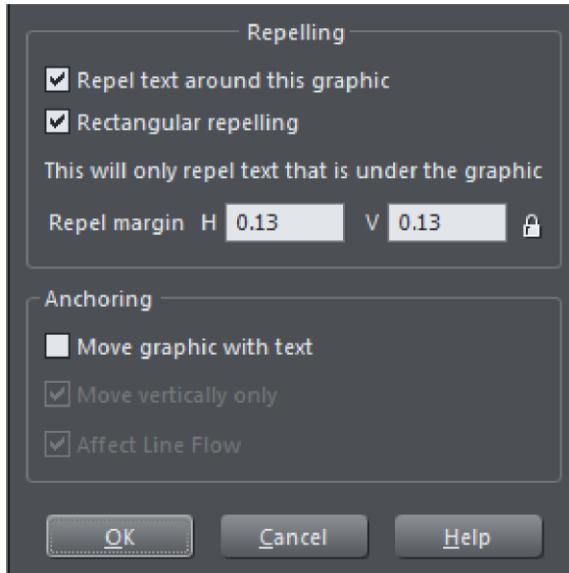 Repelling
Repel text around this graphic
Rectangular repelling
This will only repel text that is under the graphic
Repel margin H 0.13 V 0.13
Anchoring
Move graphic with text
Move vertically only
Affect Line Flow
OK Cancel Help